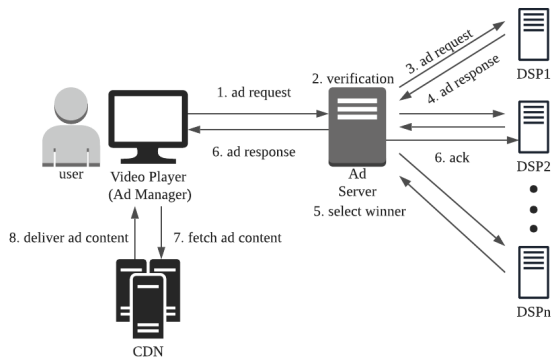 3. ad request
DSP1
2. verification
4. ad response
1. ad request
6. ad response
6. ack
DSP2
user
Video Player
(Ad Manager)
Ad
Server
5. select winner
8. deliver ad content
7. fetch ad content
DSPn
CDN